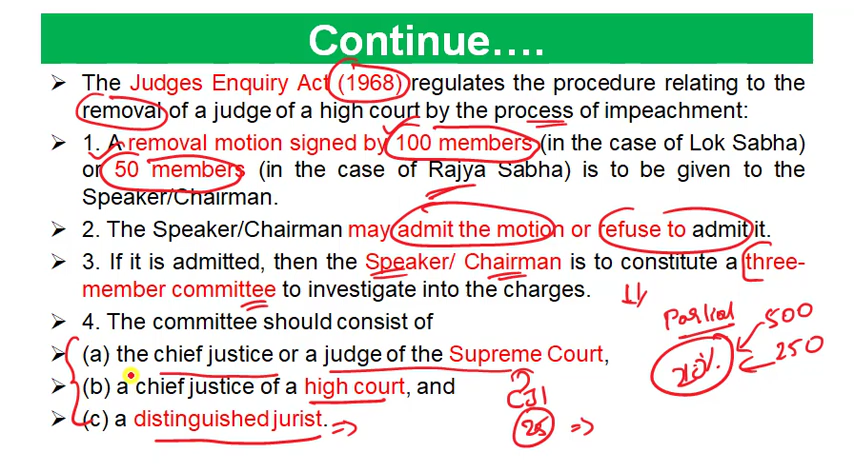 Continue....
➤ The Judges Enquiry Act (1968) regulates the procedure relating to the
removal of a judge of a high court by the process of impeachment:
➤ 1. A removal motion signed by 100 members (in the case of Lok Sabha)
or 50 members (in the case of Rajya Sabha) is to be given to the
Speaker/Chairman.
➤ 2. The Speaker/Chairman may admit the motion or refuse to admit it.
➤ 3. If it is admitted, then the Speaker/ Chairman is to constitute a three-
member committee to investigate into the charges.
➤ 4. The committee should consist of
➤ (a) the chief justice or a judge of the Supreme Court,
➤ (b) a chief justice of a high court, and
➤ (c) a distinguished jurist.
500
250
CJI
25